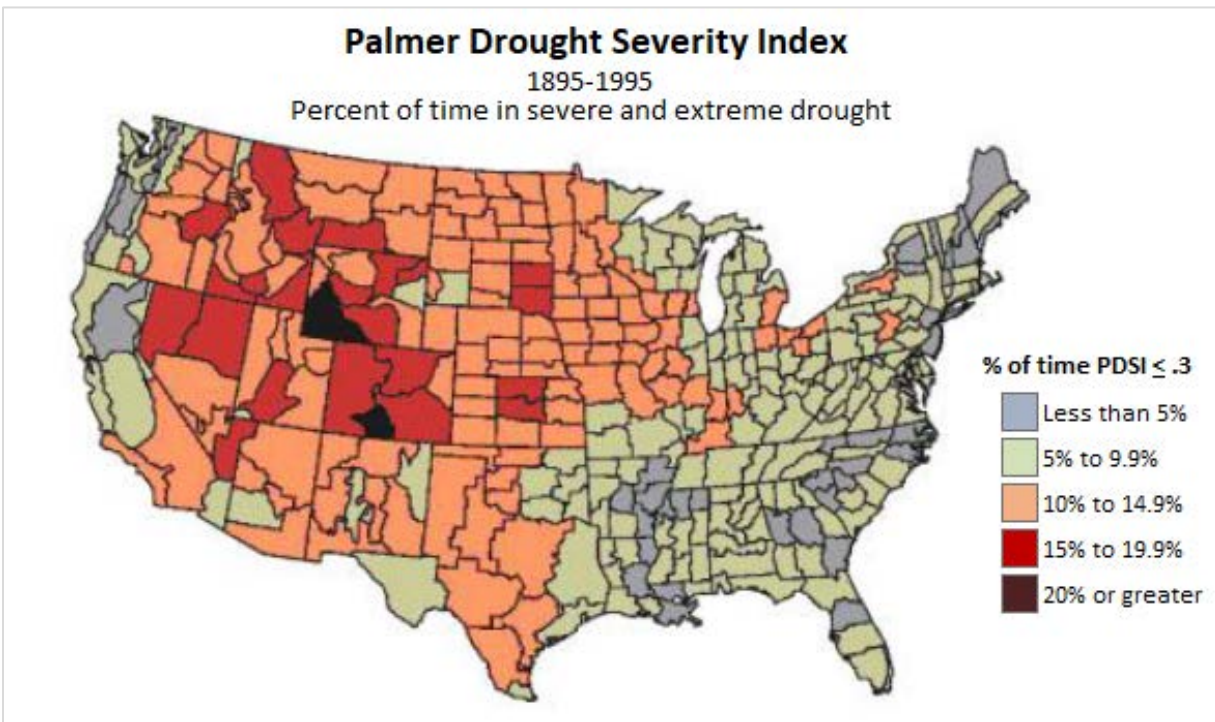 Palmer Drought Severity Index
1895-1995
Percent of time in severe and extreme drought
% of time PDSI ≤ .3
Less than 5%
5% to 9.9%
10% to 14.9%
15% to 19.9%
20% or greater